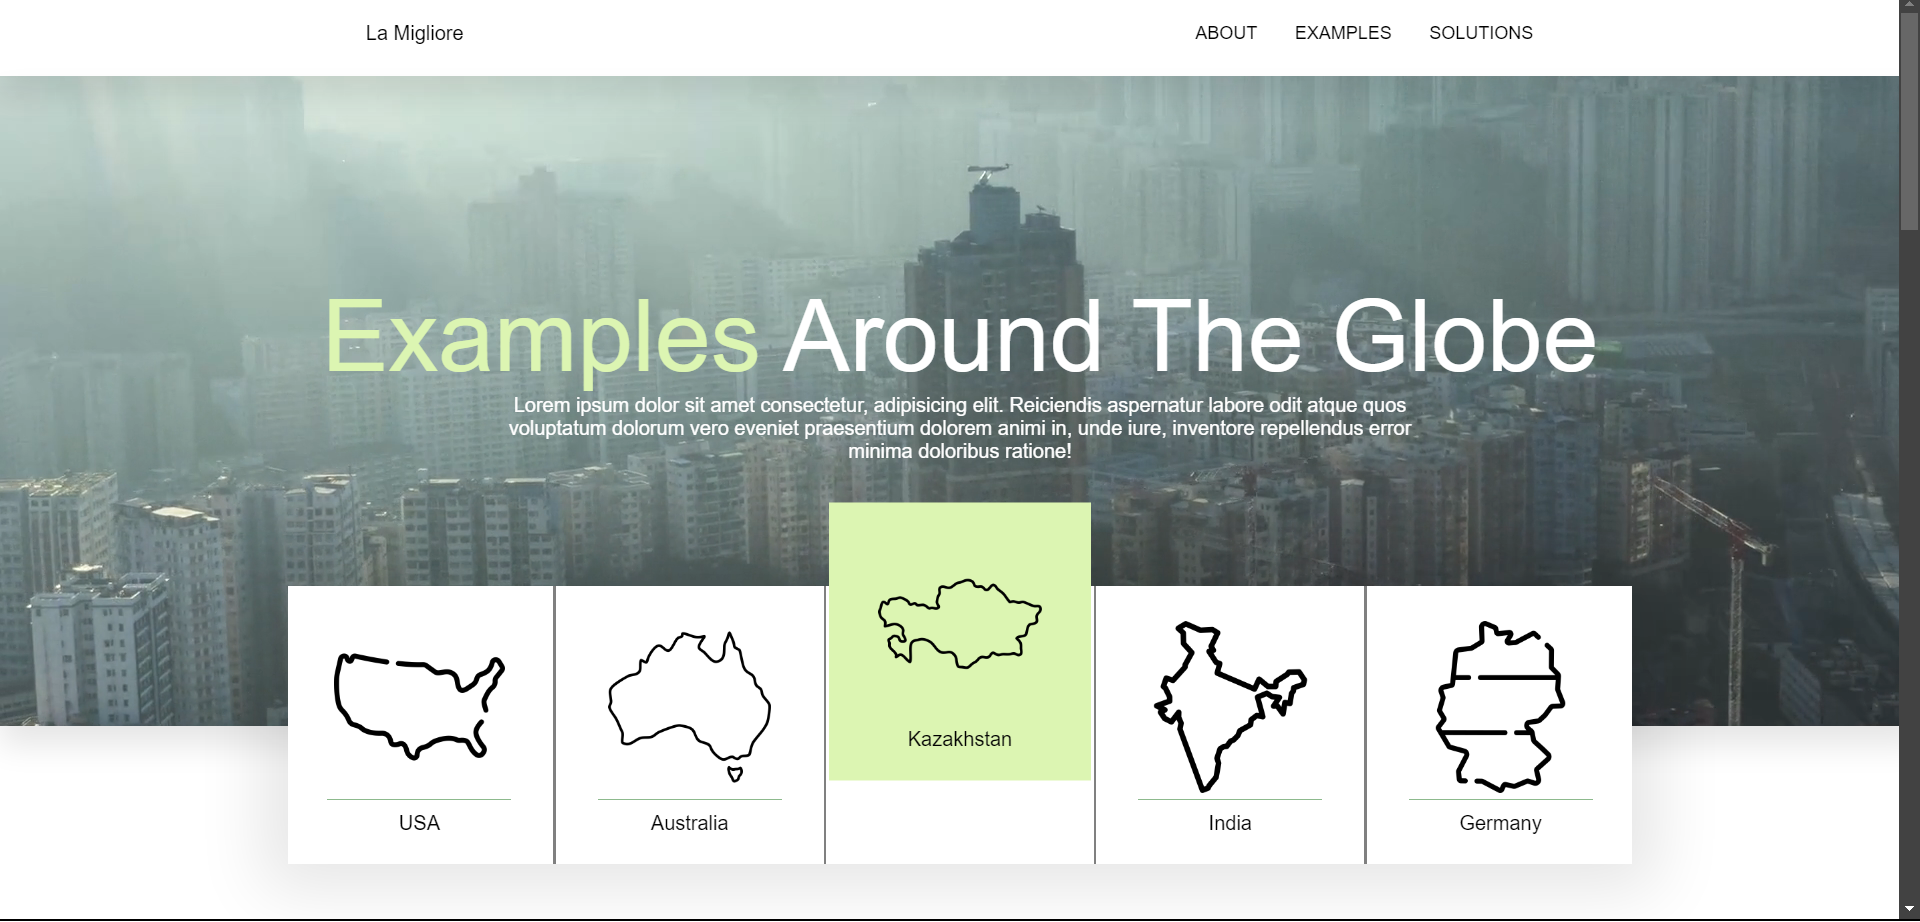 La Migliore
ABOUT EXAMPLES SOLUTIONS
Examples Around The Globe
Lorem ipsum dolor sit amet consectetur, adipisicing elit. Reiciendis aspernatur labore odit atque quos
voluptatum dolorum vero eveniet praesentium dolorem animi in, unde iure, inventore repellendus error
minima doloribus ratione!
USA
Australia
Kazakhstan
India
Germany